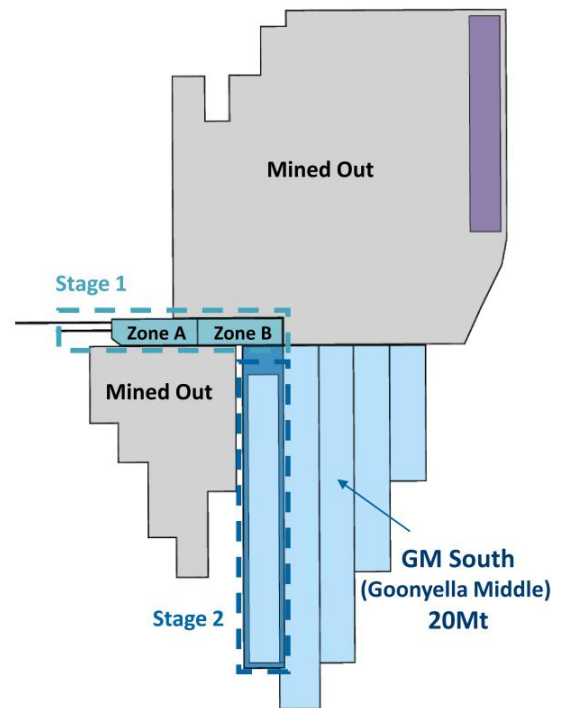 Mined Out
Stage 1
Zone A
Zone B
Mined Out
GM South
(Goonyella Middle)
20Mt
Stage 2